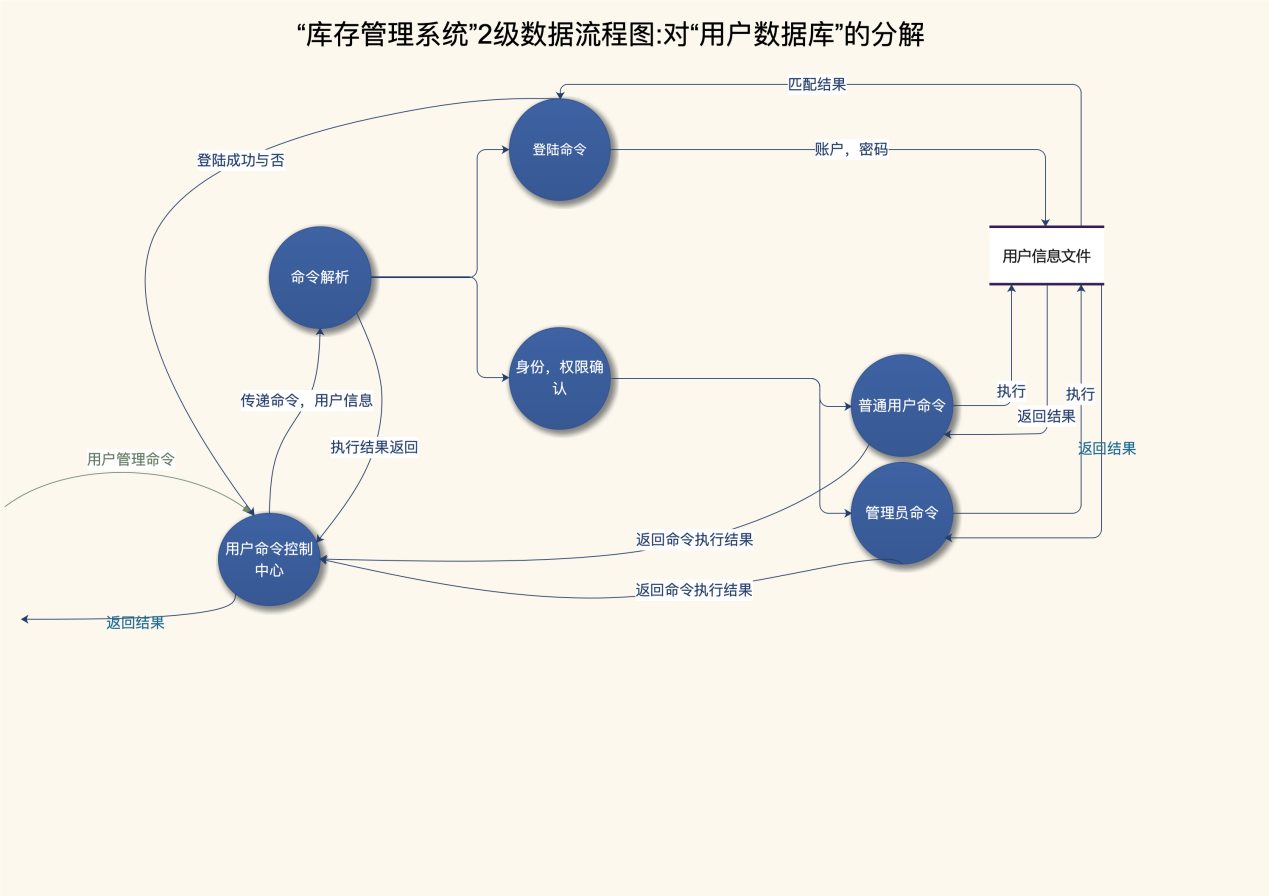 “库存管理系统”2级数据流程图:对“用户数据库”的分解
匹配结果
登陆命令
账户，密码
登陆成功与否
用户信息文件
命令解析
身份，权限确
认
执行
执行
传递命令，用户信息
普通用户命令
返回结果
执行结果返回
返回结果
用户管理命令
管理员命令
返回命令执行结果
用户命令控制
中心
返回命令执行结果
返回结果